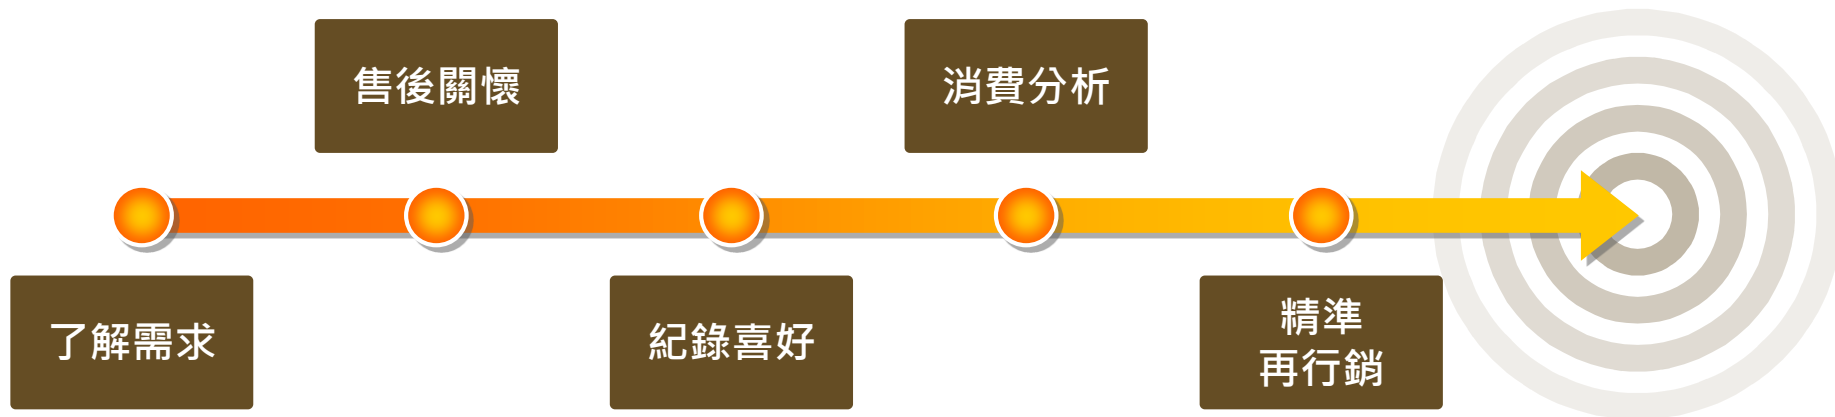 售後關懷
消費分析
了解需求
紀錄喜好
精準
再行銷